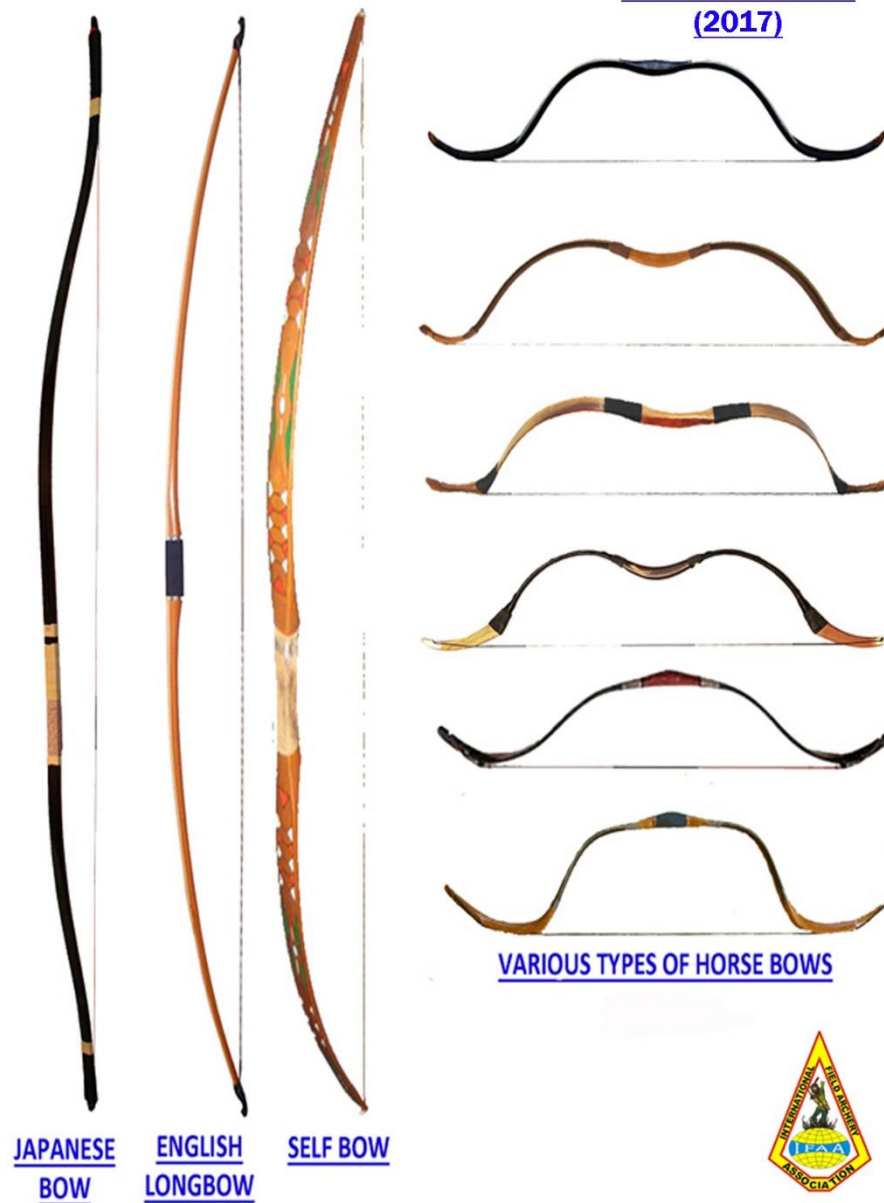 (2017)
VARIOUS TYPES OF HORSE BOWS
JAPANESE
BOW
ENGLISH
LONGBOW
SELF BOW
INTERNATIONAL
FIELD ARCHERY
IFAA
ASSOCIATION